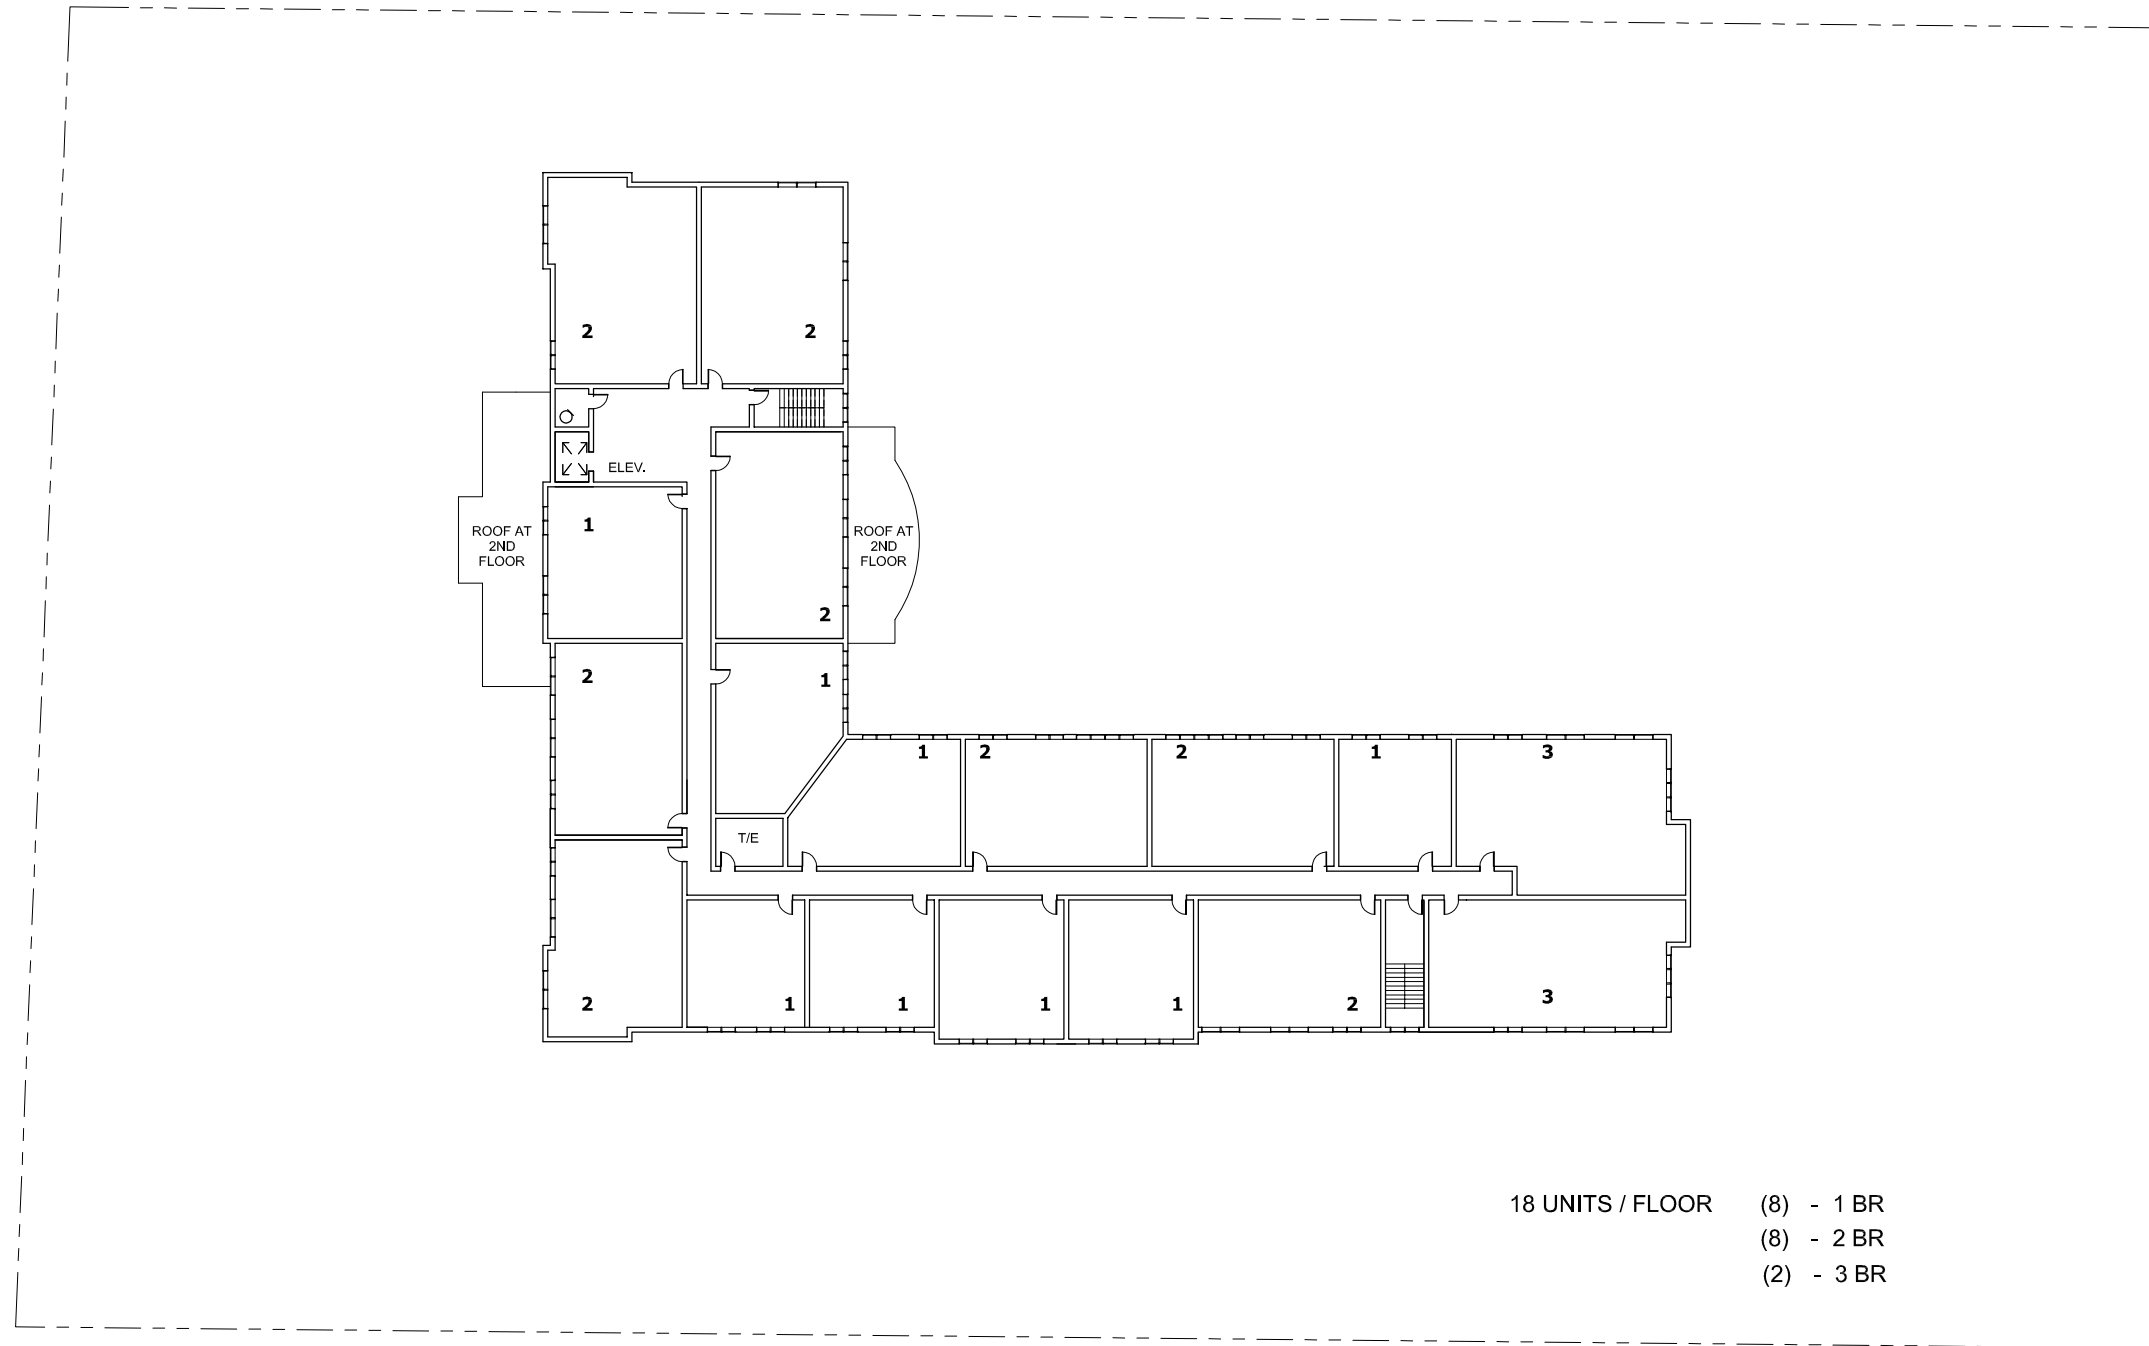 2
2
ELEV.
1
ROOF AT
2ND
FLOOR
ROOF AT
2ND
FLOOR
2
2
1
1
2
2
1
3
T/E
2
1
1
1
1
2
3
18 UNITS / FLOOR (8) - 1 BR
(8) - 2 BR
(2) - 3 BR